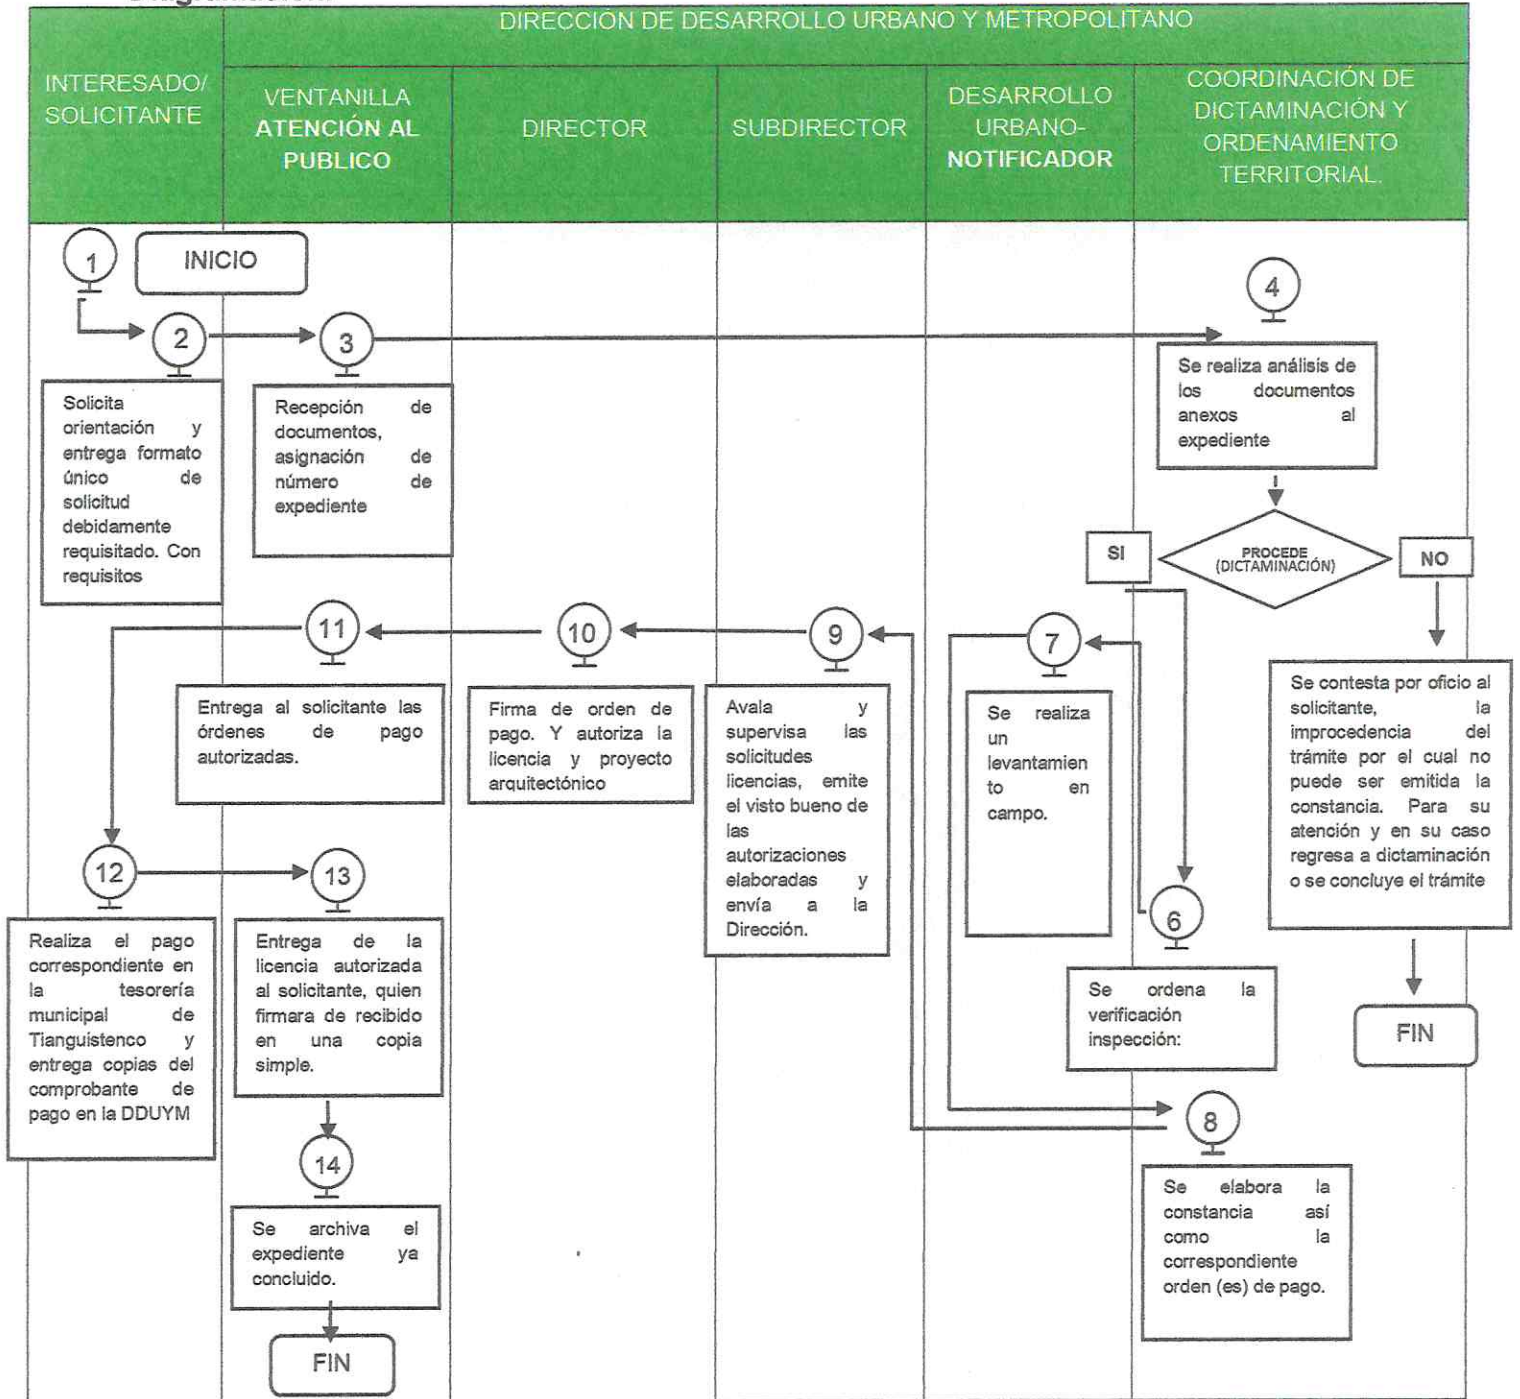 DIRECCIÓN DE DESARROLLO URBANO Y METROPOLITANO
INTERESADO/
SOLICITANTE
VENTANILLA
ATENCIÓN AL
PUBLICO
DIRECTOR
SUBDIRECTOR
DESARROLLO
URBANO-
NOTIFICADOR
COORDINACIÓN DE
DICTAMINACIÓN Y
ORDENAMIENTO
TERRITORIAL.
1
INICIO
2
Solicita
orientación y
entrega formato
único de
solicitud
debidamente
requisitado. Con
requisitos
3
Recepción de
documentos,
asignación de
número de
expediente
4
Se realiza análisis de
los documentos
anexos al
expediente
SI
PROCEDE
(DICTAMINACIÓN)
NO
Se contesta por oficio al
solicitante, la
improcedencia del
trámite por el cual no
puede ser emitida la
constancia. Para su
atención y en su caso
regresa a dictaminación
o se concluye el trámite
FIN
6
Se ordena la
verificación
inspección:
7
Se realiza
un
levantamien
to en
campo.
8
Se elabora la
constancia así
como la
correspondiente
orden (es) de pago.
9
Avala y
supervisa las
solicitudes
licencias, emite
el visto bueno de
las
autorizaciones
elaboradas y
envía a la
Dirección.
10
Firma de orden de
pago. Y autoriza la
licencia y proyecto
arquitectónico
11
Entrega al solicitante las
órdenes de pago
autorizadas.
12
Realiza el pago
correspondiente en
la tesorería
municipal de
Tianguistenco y
entrega copias del
comprobante de
pago en la DDUYM
13
Entrega de la
licencia autorizada
al solicitante, quien
firmara de recibido
en una copia
simple.
14
Se archiva el
expediente ya
concluido.
FIN